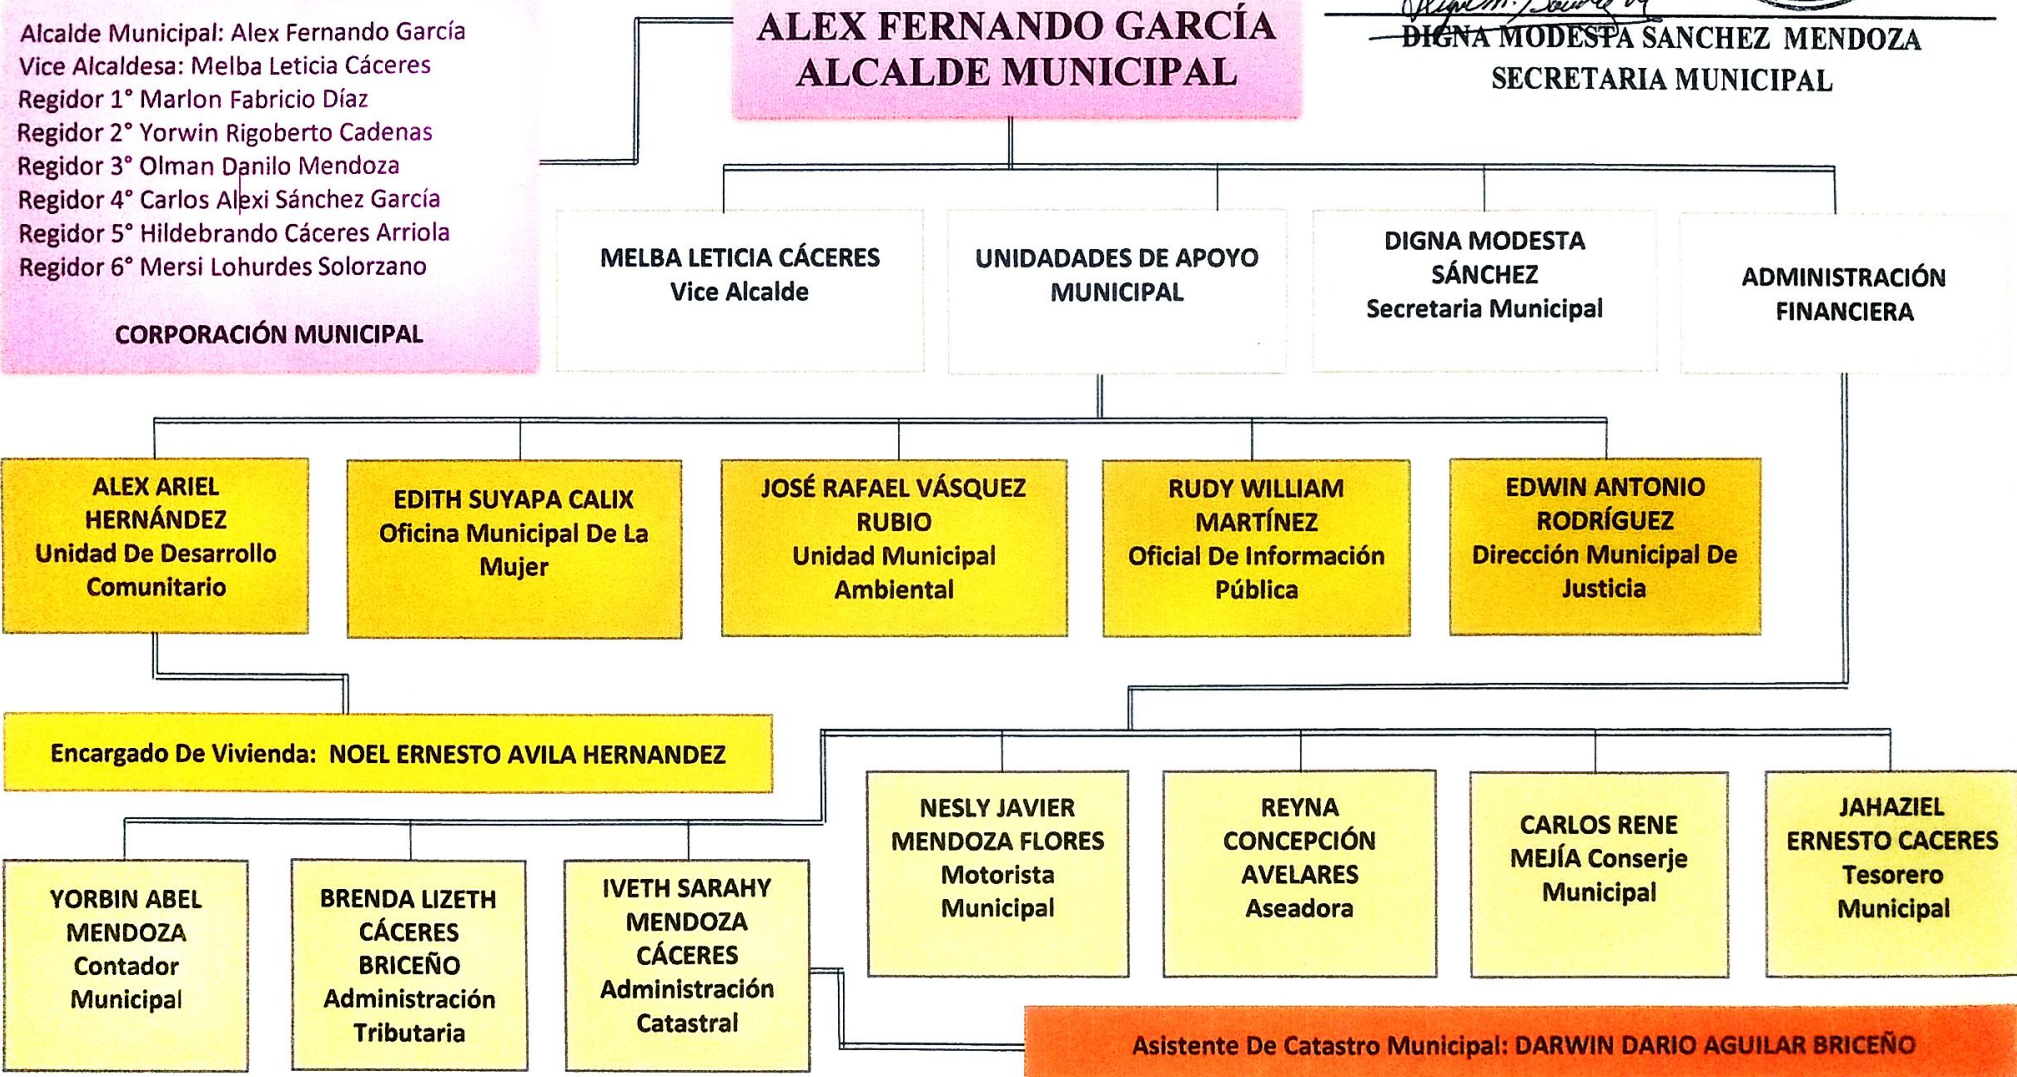 Alcalde Municipal: Alex Fernando García
Vice Alcaldesa: Melba Leticia Cáceres
Regidor 1° Marlon Fabricio Díaz
Regidor 2° Yorwin Rigoberto Cadenas
Regidor 3° Olman Danilo Mendoza
Regidor 4° Carlos Alexi Sánchez García
Regidor 5° Hildebrando Cáceres Arriola
Regidor 6° Mersi Lohurdes Solorzano
CORPORACIÓN MUNICIPAL
ALEX FERNANDO GARCÍA
ALCALDE MUNICIPAL
DIGNA MODESTA SANCHEZ MENDOZA
SECRETARIA MUNICIPAL
MELBA LETICIA CÁCERES
Vice Alcalde
UNIDADADES DE APOYO
MUNICIPAL
DIGNA MODESTA
SÁNCHEZ
Secretaria Municipal
ADMINISTRACIÓN
FINANCIERA
ALEX ARIEL
HERNÁNDEZ
Unidad De Desarrollo
Comunitario
EDITH SUYAPA CALIX
Oficina Municipal De La
Mujer
JOSÉ RAFAEL VÁSQUEZ
RUBIO
Unidad Municipal
Ambiental
RUDY WILLIAM
MARTÍNEZ
Oficial De Información
Pública
EDWIN ANTONIO
RODRÍGUEZ
Dirección Municipal De
Justicia
Encargado De Vivienda: NOEL ERNESTO AVILA HERNANDEZ
NESLY JAVIER
MENDOZA FLORES
Motorista
Municipal
REYNA
CONCEPCIÓN
AVELARES
Aseadora
CARLOS RENE
MEJÍA Conserje
Municipal
JAHAZIEL
ERNESTO CACERES
Tesorero
Municipal
YORBIN ABEL
MENDOZA
Contador
Municipal
BRENDA LIZETH
CÁCERES
BRICEÑO
Administración
Tributaria
IVETH SARAHY
MENDOZA
CÁCERES
Administración
Catastral
Asistente De Catastro Municipal: DARWIN DARIO AGUILAR BRICEÑO